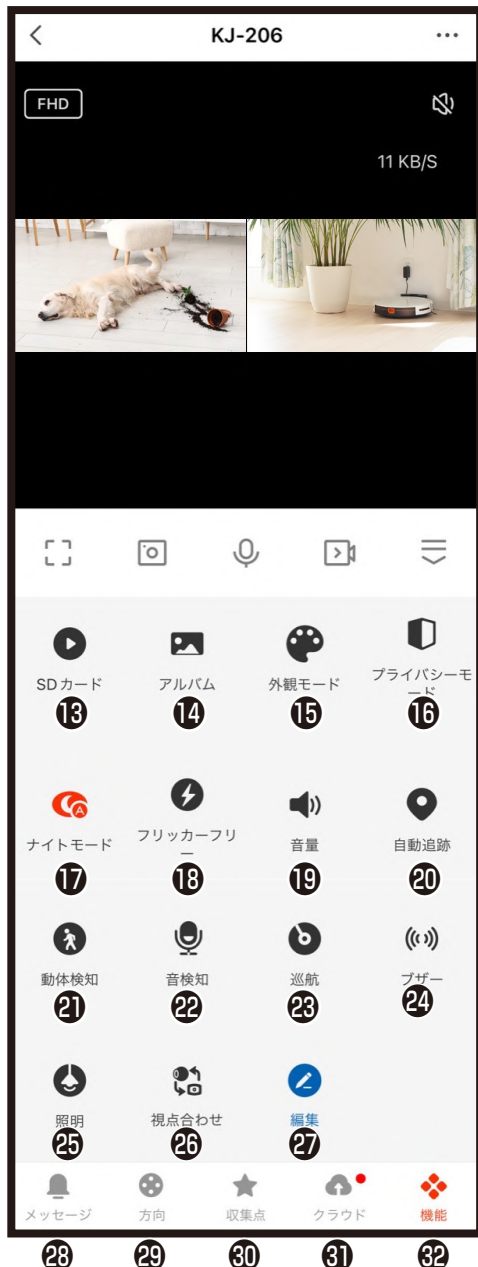 KJ-206
FHD
11 KB/S
SDカード
アルバム
外観モード
プライバシーモ
ード
⑬
⑭
⑮
⑯
ナイトモード
フリッカーフリ
ー
音量
自動追跡
⑰
⑱
⑲
⑳
動体検知
音検知
巡航
ブザー
㉑
㉒
㉓
㉔
照明
視点合わせ
編集
㉕
㉖
㉗
メッセージ
方向
収集点
クラウド
機能
㉘
㉙
㉚
㉛
㉜